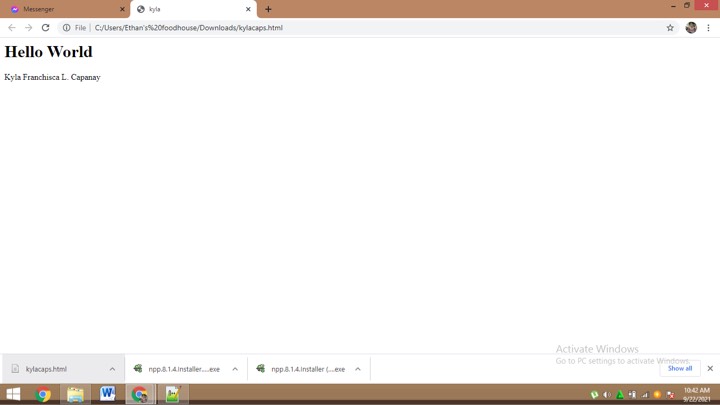 Messenger
kyla
File
C:/Users/Ethan's%20foodhouse/Downloads/kylacaps.html
Hello World
Kyla Franchisca L. Capanay
Activate Windows
Go to PC settings to activate Windows.
kylacaps.html
npp.8.1.4.Installer.....exe
npp.8.1.4.Installer (....exe
Show all
10:42 AM
9/22/2021